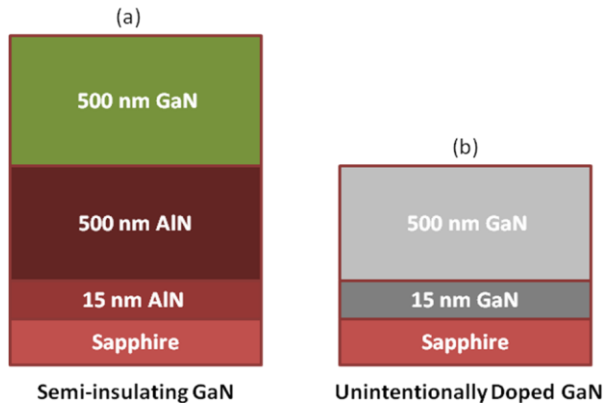 (a)
500 nm GaN
500 nm AlN
15 nm AlN
Sapphire
Semi-insulating GaN
(b)
500 nm GaN
15 nm GaN
Sapphire
Unintentionally Doped GaN